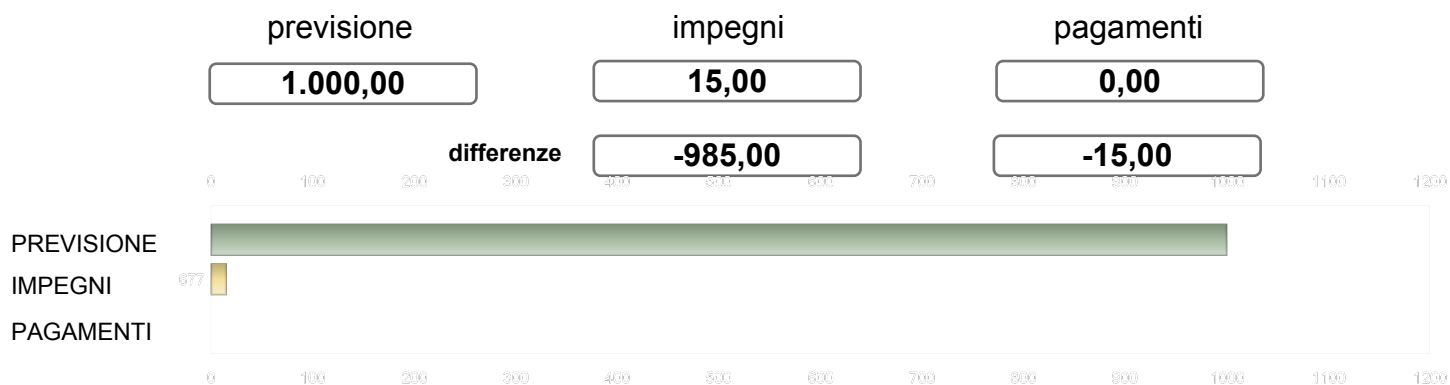 previsione impegni pagamenti
1.000,00 15,00 0,00
differenze -985,00 -15,00
0 100 200 300 400 500 600 700 800 900 1000 1100 1200
PREVISIONE
677
IMPEGNI
PAGAMENTI
0 100 200 300 400 500 600 700 800 900 1000 1100 1200